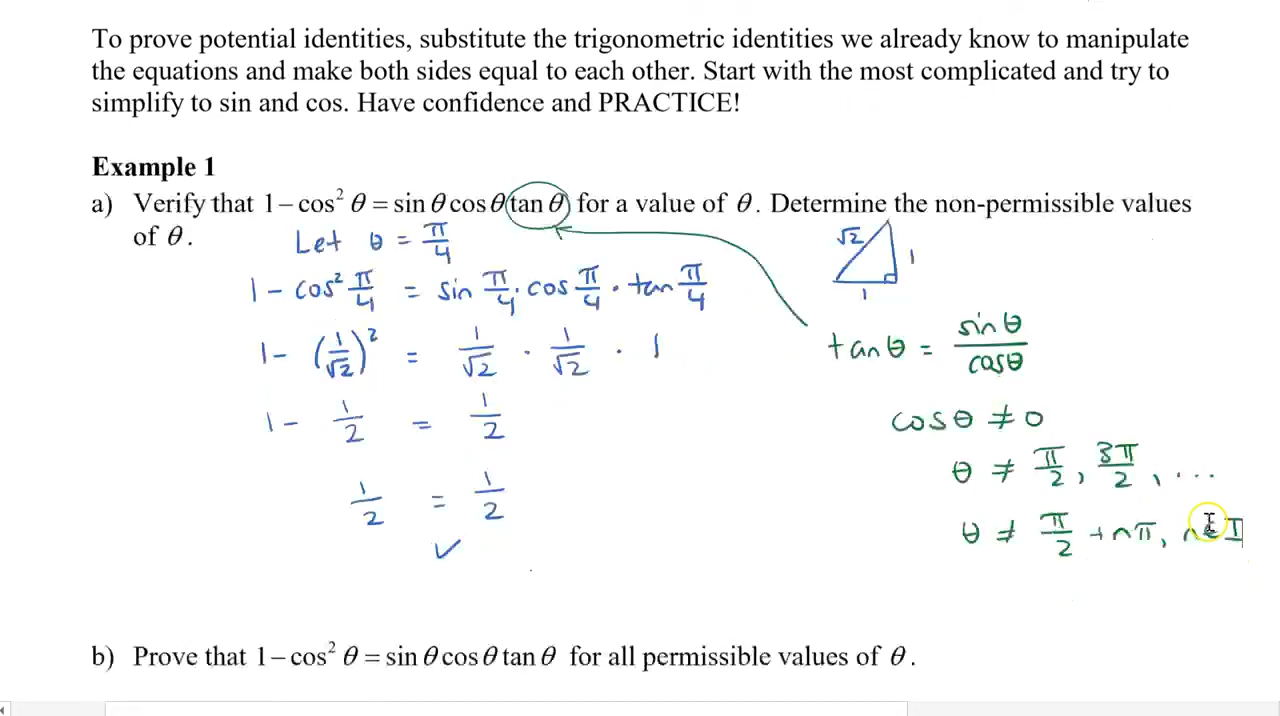 To prove potential identities, substitute the trigonometric identities we already know to manipulate
the equations and make both sides equal to each other. Start with the most complicated and try to
simplify to sin and cos. Have confidence and PRACTICE!
Example 1
a) Verify that 1 − cos² θ = sin θ cos θ tan θ for a value of θ. Determine the non-permissible values
of θ.
Let θ = π/4
1 − cos² π/4 = sin π/4 · cos π/4 · tan π/4
1 − (1/√2)² = 1/√2 · 1/√2 · 1
1 − 1/2 = 1/2
1/2 = 1/2
✓
√2
1
1
tan θ = sin θ/cos θ
cos θ ≠ 0
θ ≠ π/2, 3π/2, ...
θ ≠ π/2 + nπ, n ∈ I
b) Prove that 1 − cos² θ = sin θ cos θ tan θ for all permissible values of θ.